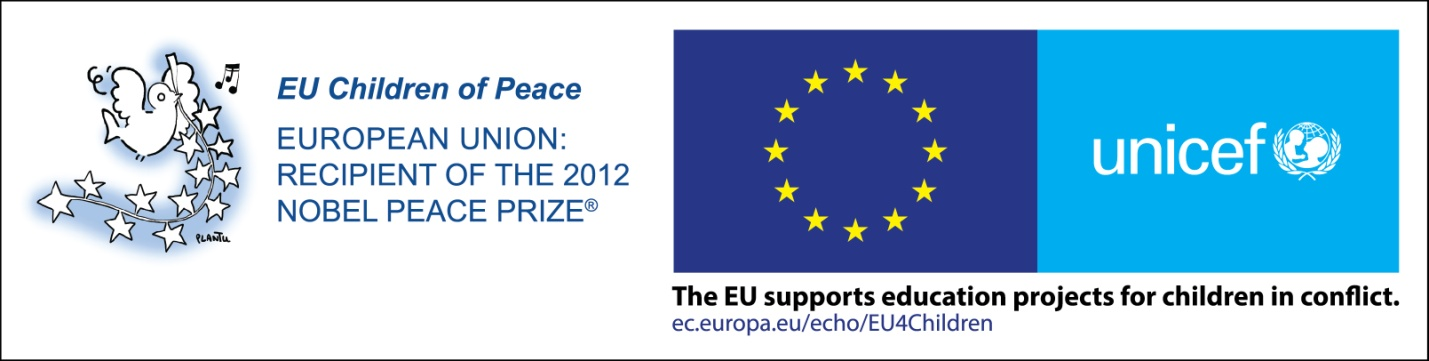 EU Children of Peace
EUROPEAN UNION:
RECIPIENT OF THE 2012
NOBEL PEACE PRIZE®
PLANTU
unicef
The EU supports education projects for children in conflict.
ec.europa.eu/echo/EU4Children